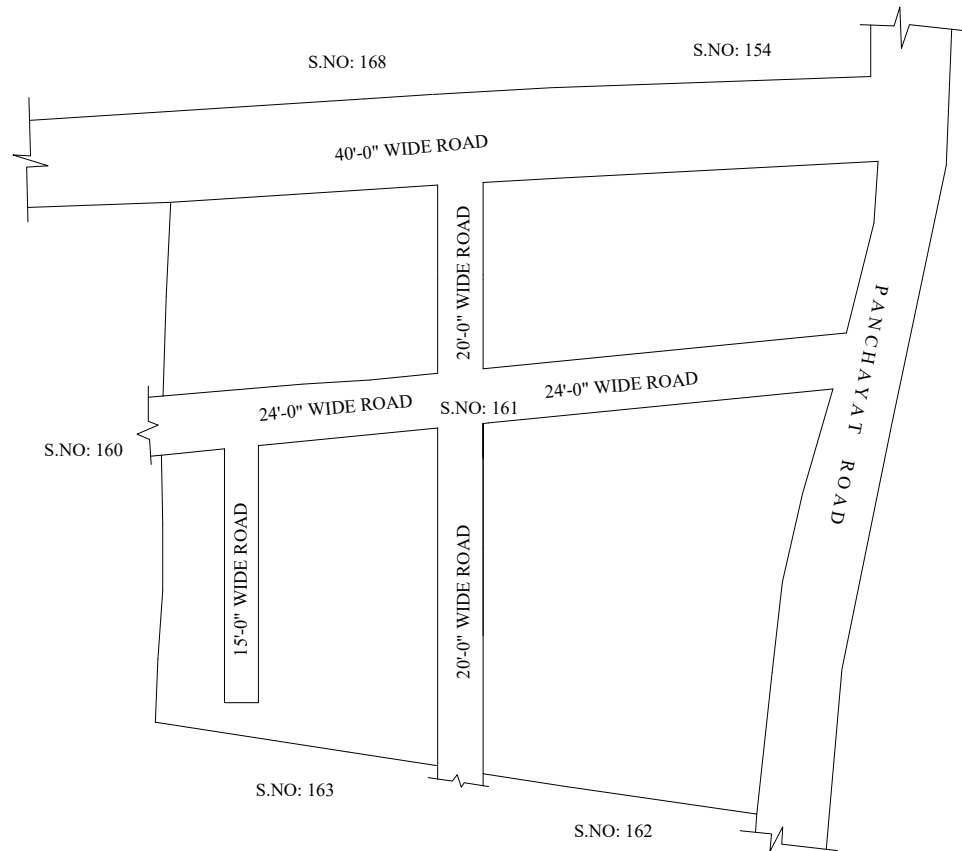 S.NO: 154
S.NO: 168
40'-0" WIDE ROAD
20'-0" WIDE ROAD
PANCHAYAT ROAD
24'-0" WIDE ROAD
24'-0" WIDE ROAD
S.NO: 161
S.NO: 160
15'-0" WIDE ROAD
20'-0" WIDE ROAD
S.NO: 163
S.NO: 162